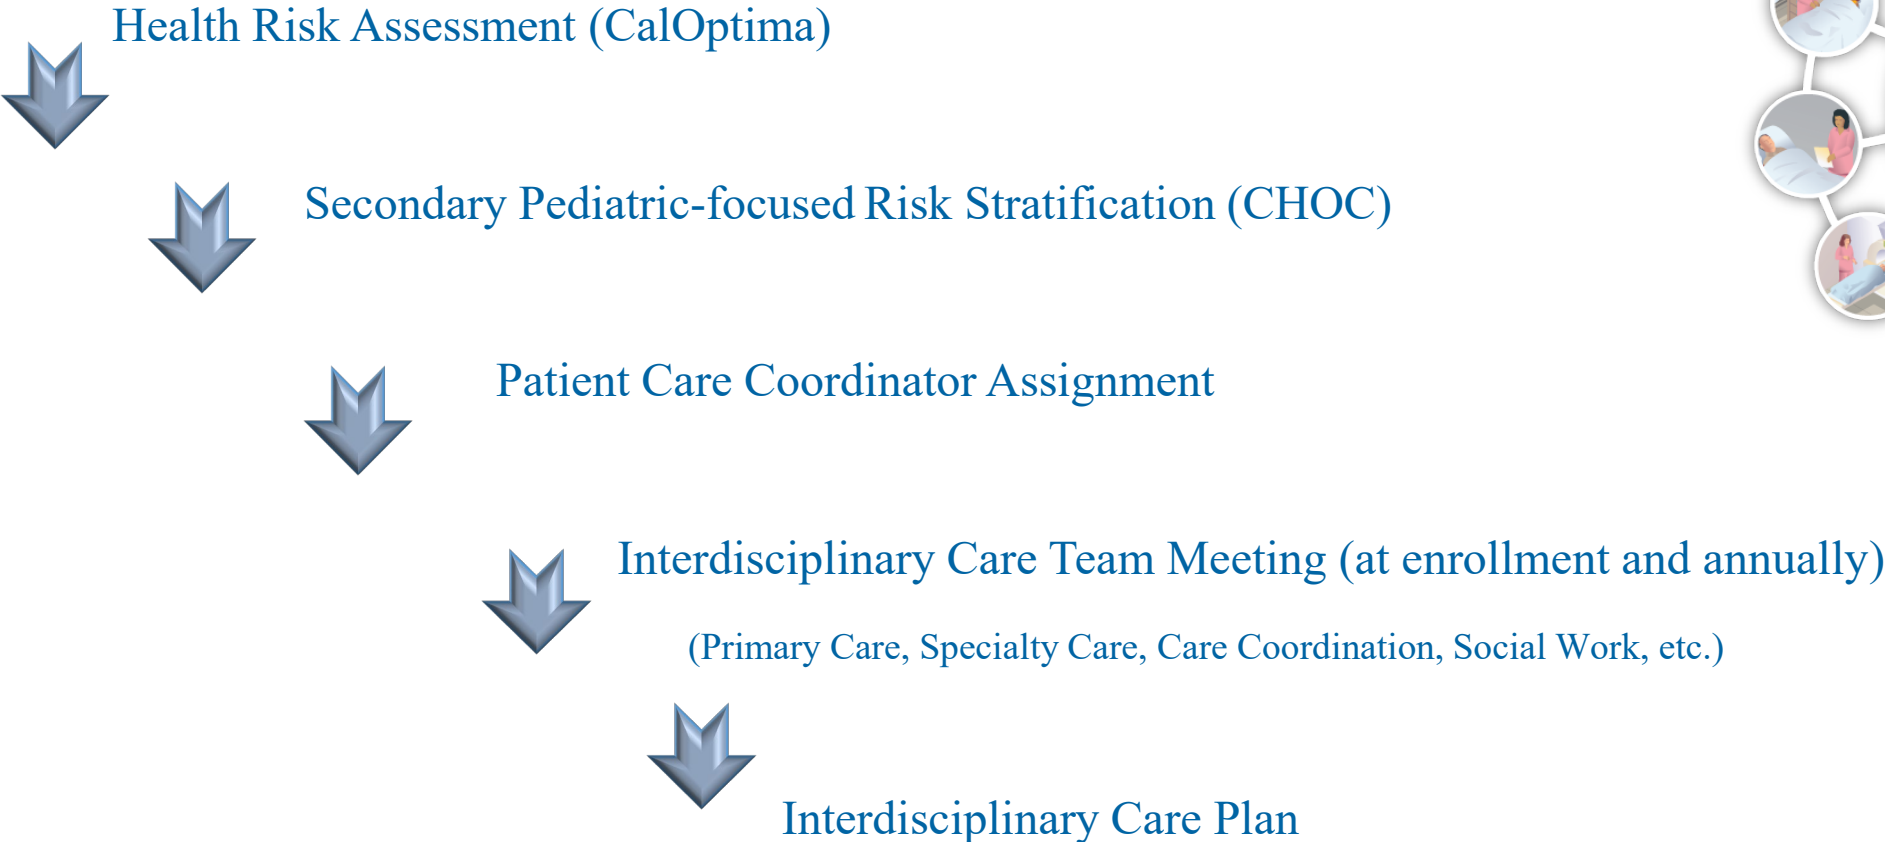 Health Risk Assessment (CalOptima)
Secondary Pediatric-focused Risk Stratification (CHOC)
Patient Care Coordinator Assignment
Interdisciplinary Care Team Meeting (at enrollment and annually)
(Primary Care, Specialty Care, Care Coordination, Social Work, etc.)
Interdisciplinary Care Plan